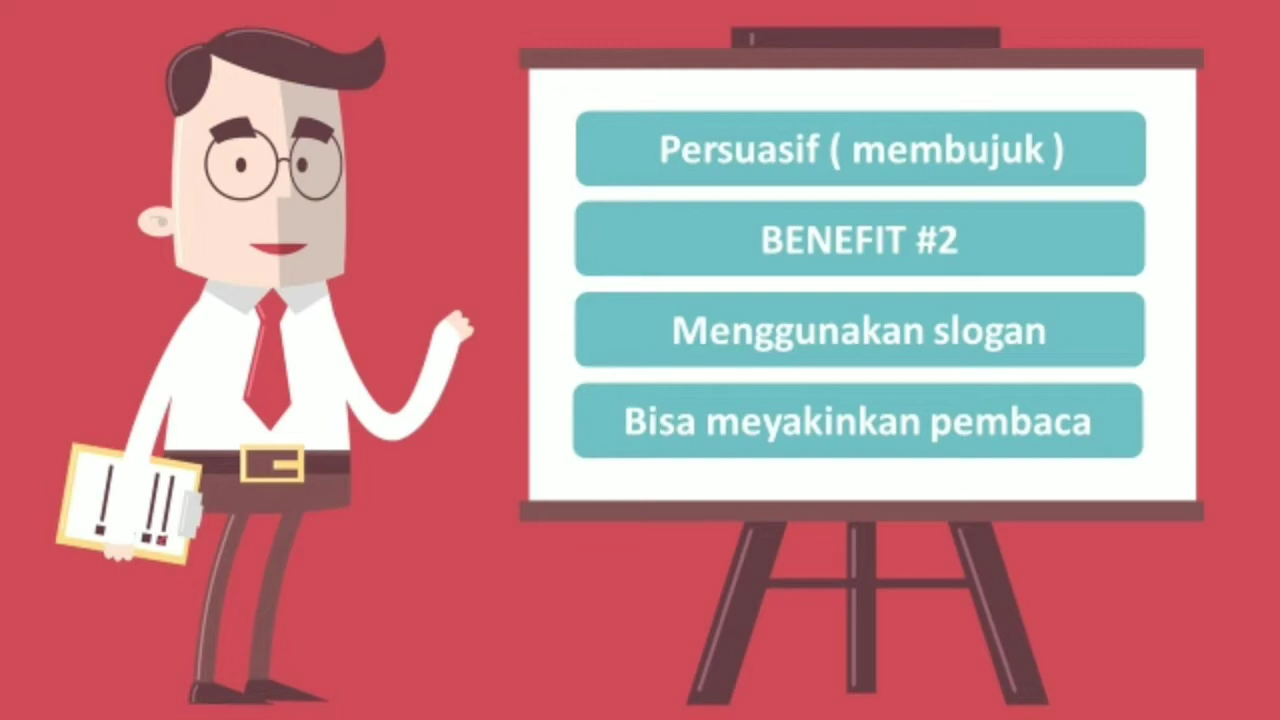 Persuasif ( membujuk )
BENEFIT #2
Menggunakan slogan
Bisa meyakinkan pembaca